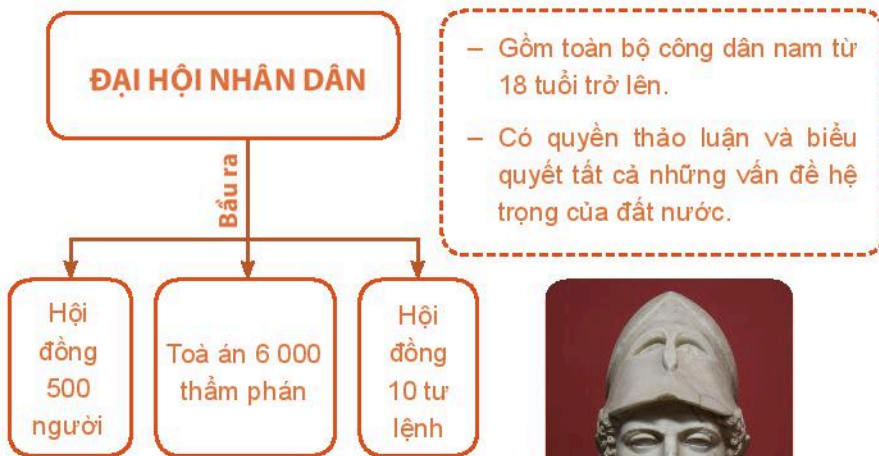 ĐẠI HỘI NHÂN DÂN
– Gồm toàn bộ công dân nam từ
18 tuổi trở lên.
– Có quyền thảo luận và biểu
quyết tất cả những vấn đề hệ
trọng của đất nước.
Bầu ra
Hội
đồng
500
người
Toà án 6 000
thẩm phán
Hội
đồng
10 tư
lệnh